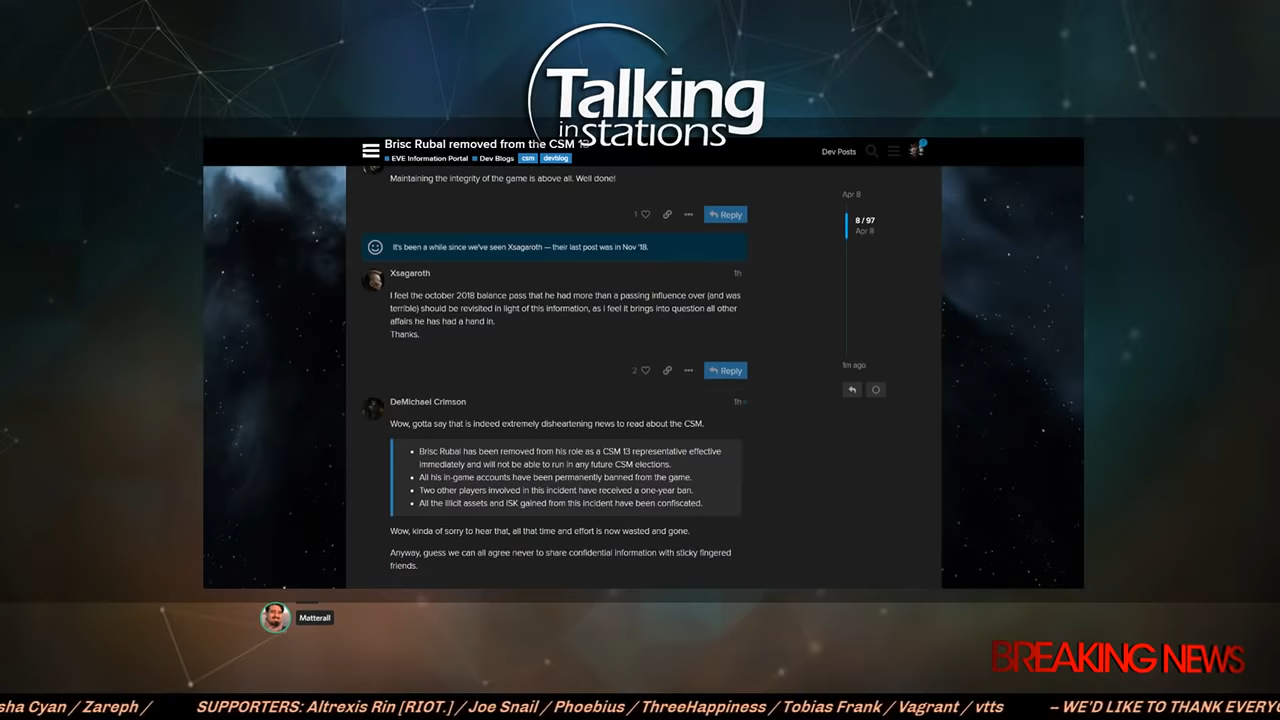 Talking
in stations
Brisc Rubal removed from the CSM 13
EVE Information Portal Dev Blogs csm devblog
Dev Posts
Maintaining the integrity of the game is above all. Well done!
Apr 8
1 Reply
8 / 97
Apr 8
It's been a while since we've seen Xsagaroth — their last post was in Nov '18.
Xsagaroth 1h
I feel the october 2018 balance pass that he had more than a passing influence over (and was
terrible) should be revisited in light of this information, as i feel it brings into question all other
affairs he has had a hand in.
Thanks.
1m ago
2 Reply
DeMichael Crimson 1h
Wow, gotta say that is indeed extremely disheartening news to read about the CSM.
• Brisc Rubal has been removed from his role as a CSM 13 representative effective
immediately and will not be able to run in any future CSM elections.
• All his in-game accounts have been permanently banned from the game.
• Two other players involved in this incident have received a one-year ban.
• All the illicit assets and ISK gained from this incident have been confiscated.
Wow, kinda of sorry to hear that, all that time and effort is now wasted and gone.
Anyway, guess we can all agree never to share confidential information with sticky fingered
friends.
Matterall
BREAKING NEWS
sha Cyan / Zareph / SUPPORTERS: Altrexis Rin [RIOT.] / Joe Snail / Phoebius / ThreeHappiness / Tobias Frank / Vagrant / vtts -- WE'D LIKE TO THANK EVERYO